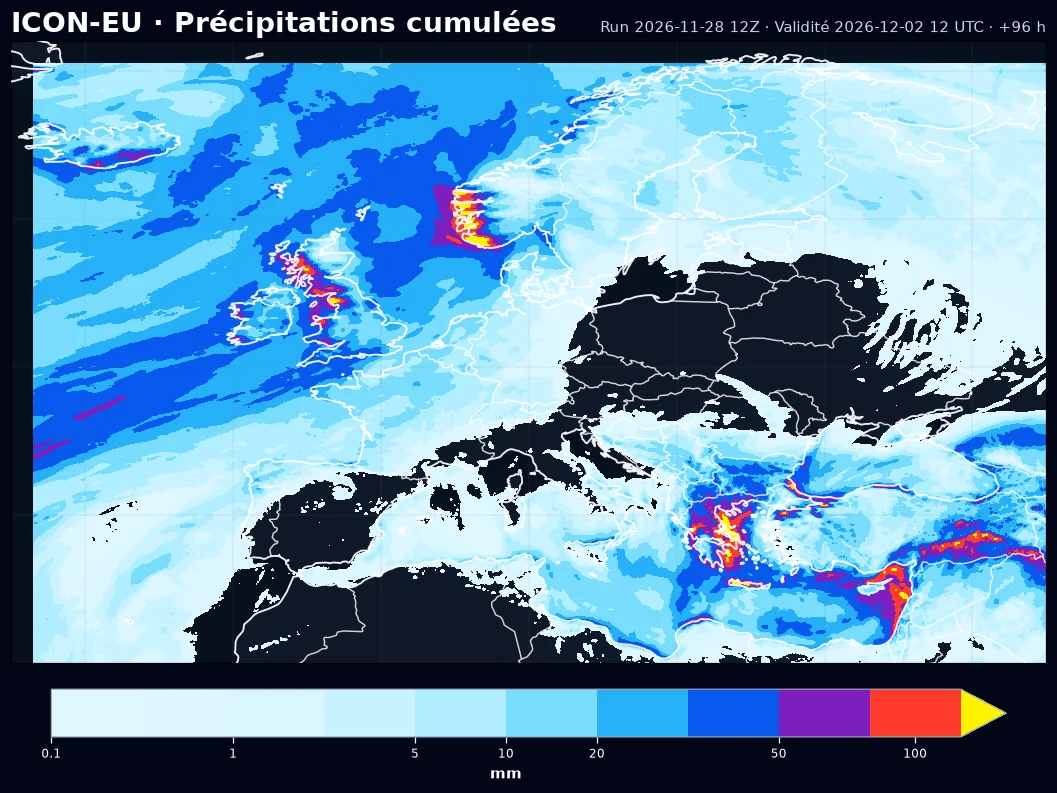 ICON-EU · Précipitations cumulées
Run 2026-11-28 12Z · Validité 2026-12-02 12 UTC · +96 h
0.1 1 5 10 20 50 100
mm